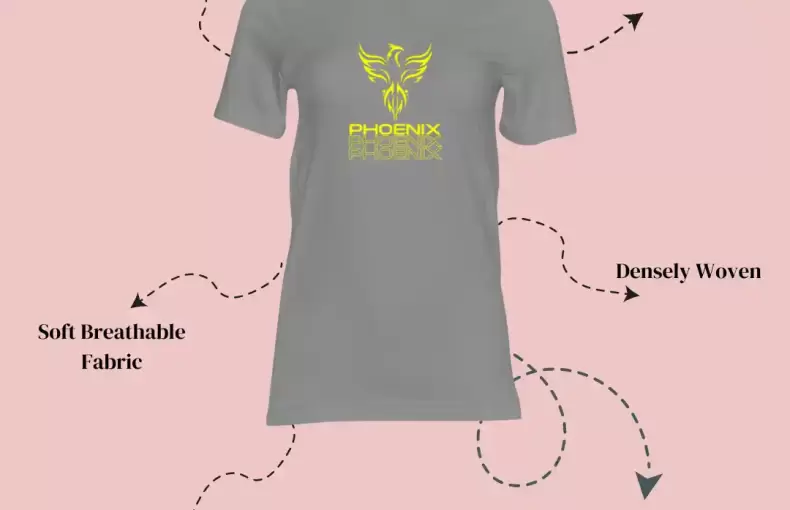 PHOENIX
PHOENIX
PHOENIX
Densely Woven
Soft Breathable
Fabric